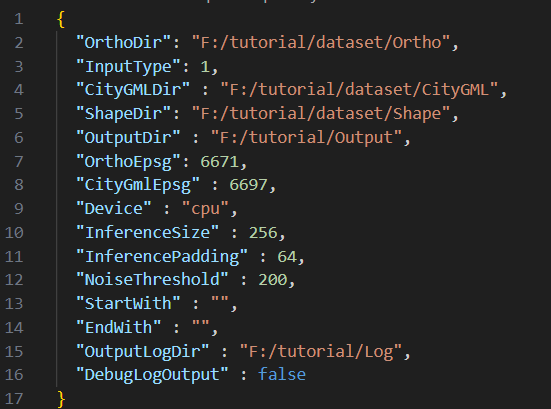 1 {
2 "OrthoDir": "F:/tutorial/dataset/Ortho",
3 "InputType": 1,
4 "CityGMLDir" : "F:/tutorial/dataset/CityGML",
5 "ShapeDir": "F:/tutorial/dataset/Shape",
6 "OutputDir" : "F:/tutorial/Output",
7 "OrthoEpsg": 6671,
8 "CityGmlEpsg" : 6697,
9 "Device" : "cpu",
10 "InferenceSize" : 256,
11 "InferencePadding" : 64,
12 "NoiseThreshold" : 200,
13 "StartWith" : "",
14 "EndWith" : "",
15 "OutputLogDir" : "F:/tutorial/Log",
16 "DebugLogOutput" : false
17 }